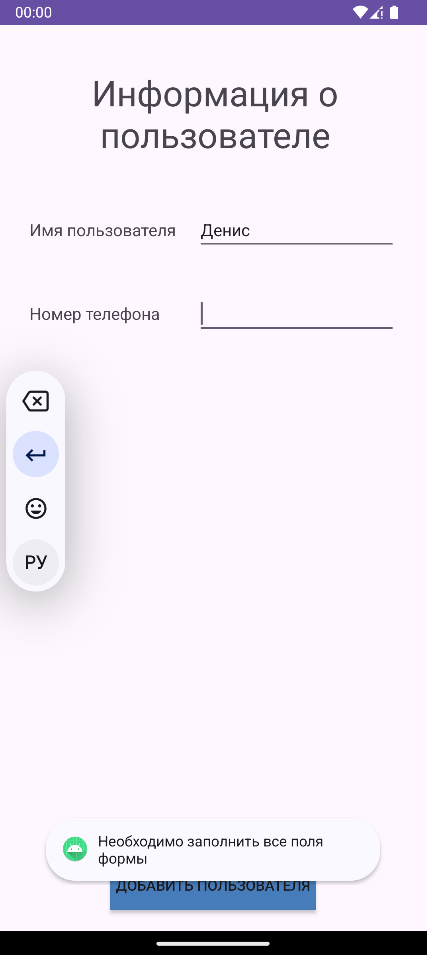 00:00
Информация о
пользователе
Имя пользователя
Денис
Номер телефона
РУ
Необходимо заполнить все поля
формы
ДОБАВИТЬ ПОЛЬЗОВАТЕЛЯ